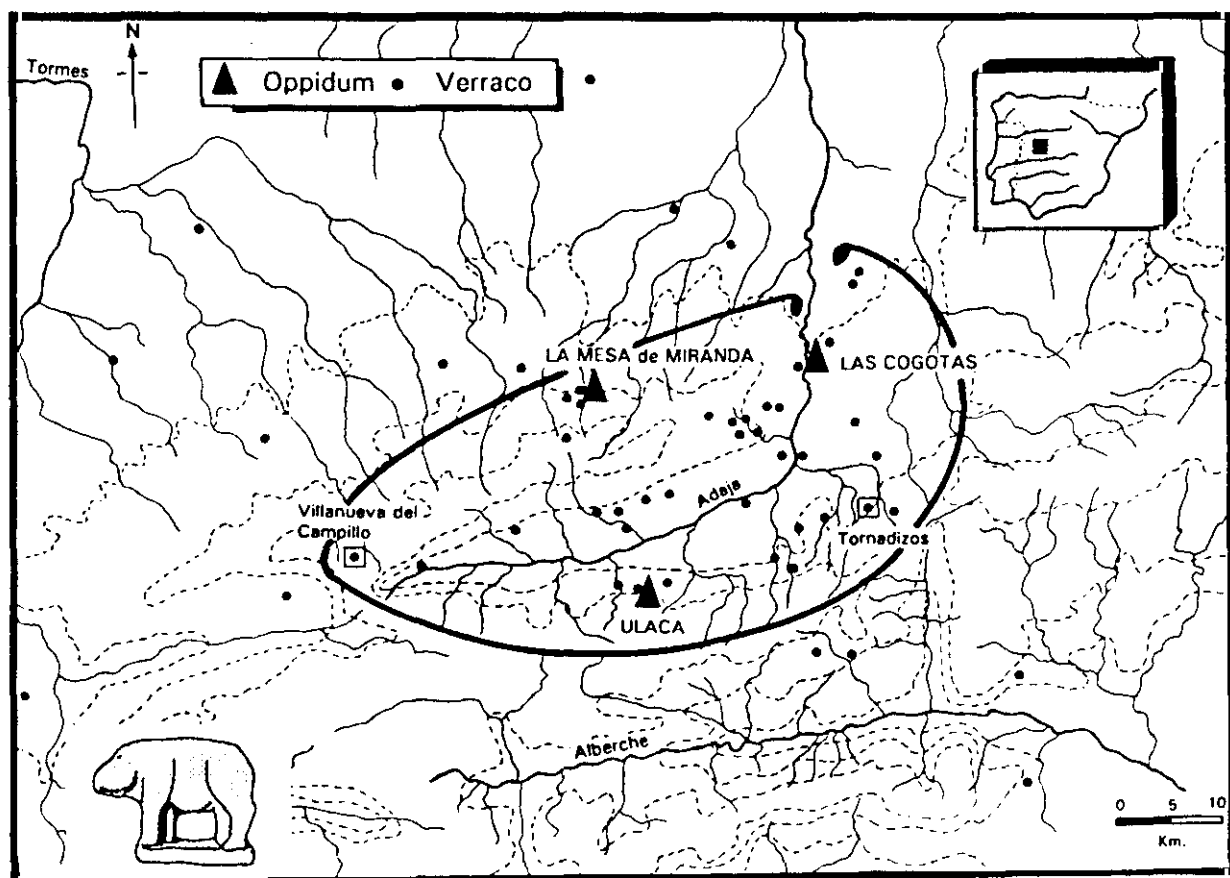 N
Tormes
Oppidum Verraco
LA MESA de MIRANDA
LAS COGOTAS
Adaja
Villanueva del
Campillo
Tornadizos
ULACA
Alberche
0 5 10
Km.